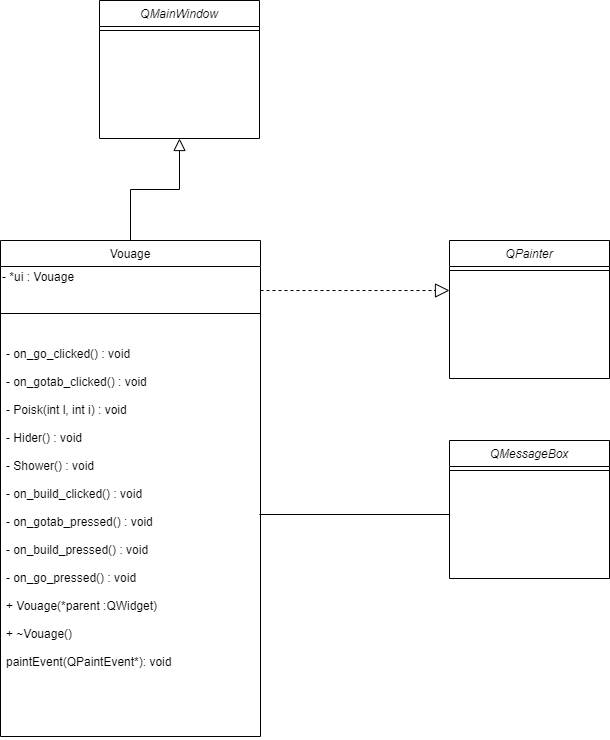 QMainWindow
Vouage
- *ui : Vouage
- on_go_clicked() : void
- on_gotab_clicked() : void
- Poisk(int l, int i) : void
- Hider() : void
- Shower() : void
- on_build_clicked() : void
- on_gotab_pressed() : void
- on_build_pressed() : void
- on_go_pressed() : void
+ Vouage(*parent :QWidget)
+ ~Vouage()
paintEvent(QPaintEvent*): void
QPainter
QMessageBox